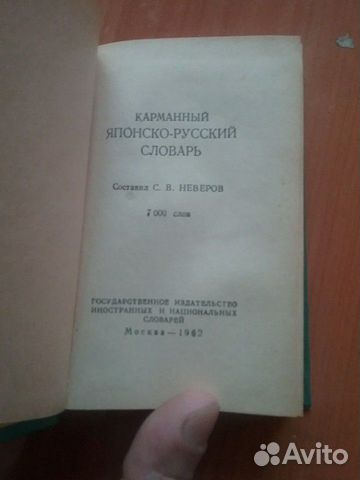 КАРМАННЫЙ
ЯПОНСКО-РУССКИЙ
СЛОВАРЬ
Составил С. В. НЕВЕРОВ
7 000 слов
ГОСУДАРСТВЕННОЕ ИЗДАТЕЛЬСТВО
ИНОСТРАННЫХ И НАЦИОНАЛЬНЫХ
СЛОВАРЕЙ
Москва — 1962
Avito